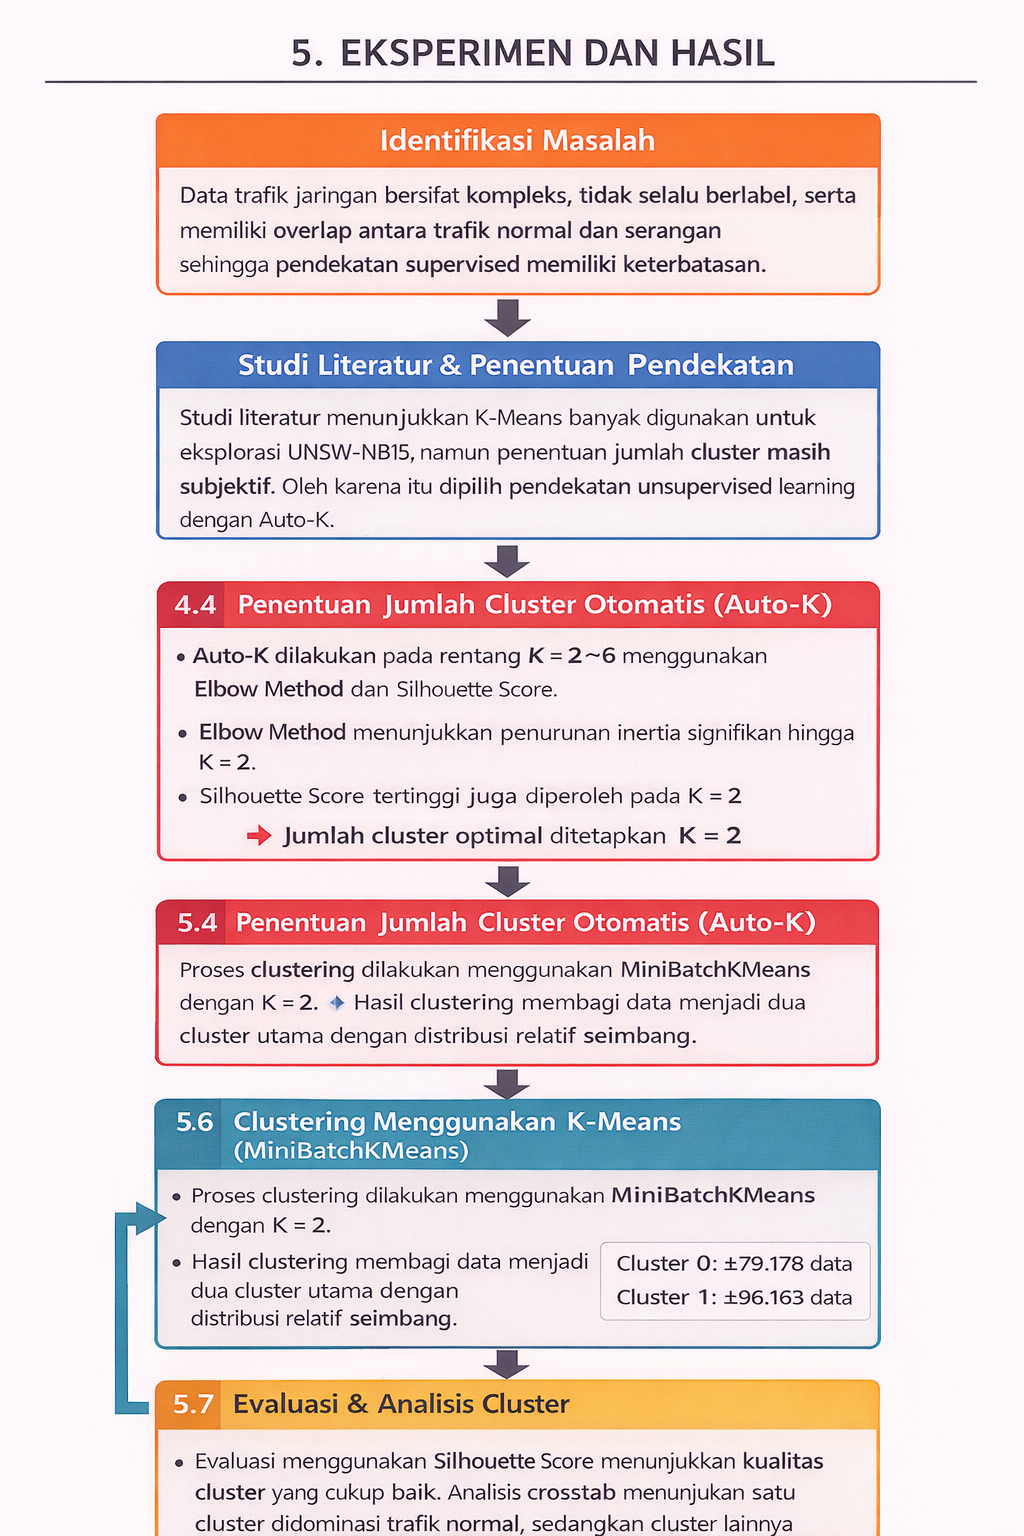 5. EKSPERIMEN DAN HASIL
Identifikasi Masalah
Data trafik jaringan bersifat kompleks, tidak selalu berlabel, serta
memiliki overlap antara trafik normal dan serangan
sehingga pendekatan supervised memiliki keterbatasan.
Studi Literatur & Penentuan Pendekatan
Studi literatur menunjukkan K-Means banyak digunakan untuk
eksplorasi UNSW-NB15, namun penentuan jumlah cluster masih
subjektif. Oleh karena itu dipilih pendekatan unsupervised learning
dengan Auto-K.
4.4 Penentuan Jumlah Cluster Otomatis (Auto-K)
• Auto-K dilakukan pada rentang K = 2~6 menggunakan
Elbow Method dan Silhouette Score.
• Elbow Method menunjukkan penurunan inertia signifikan hingga
K = 2.
• Silhouette Score tertinggi juga diperoleh pada K = 2
Jumlah cluster optimal ditetapkan K = 2
5.4 Penentuan Jumlah Cluster Otomatis (Auto-K)
Proses clustering dilakukan menggunakan MiniBatchKMeans
dengan K = 2. Hasil clustering membagi data menjadi dua
cluster utama dengan distribusi relatif seimbang.
5.6 Clustering Menggunakan K-Means
(MiniBatchKMeans)
• Proses clustering dilakukan menggunakan MiniBatchKMeans
dengan K = 2.
• Hasil clustering membagi data menjadi
dua cluster utama dengan
distribusi relatif seimbang.
Cluster 0: ±79.178 data
Cluster 1: ±96.163 data
5.7 Evaluasi & Analisis Cluster
• Evaluasi menggunakan Silhouette Score menunjukkan kualitas
cluster yang cukup baik. Analisis crosstab menunjukan satu
cluster didominasi trafik normal, sedangkan cluster lainnya